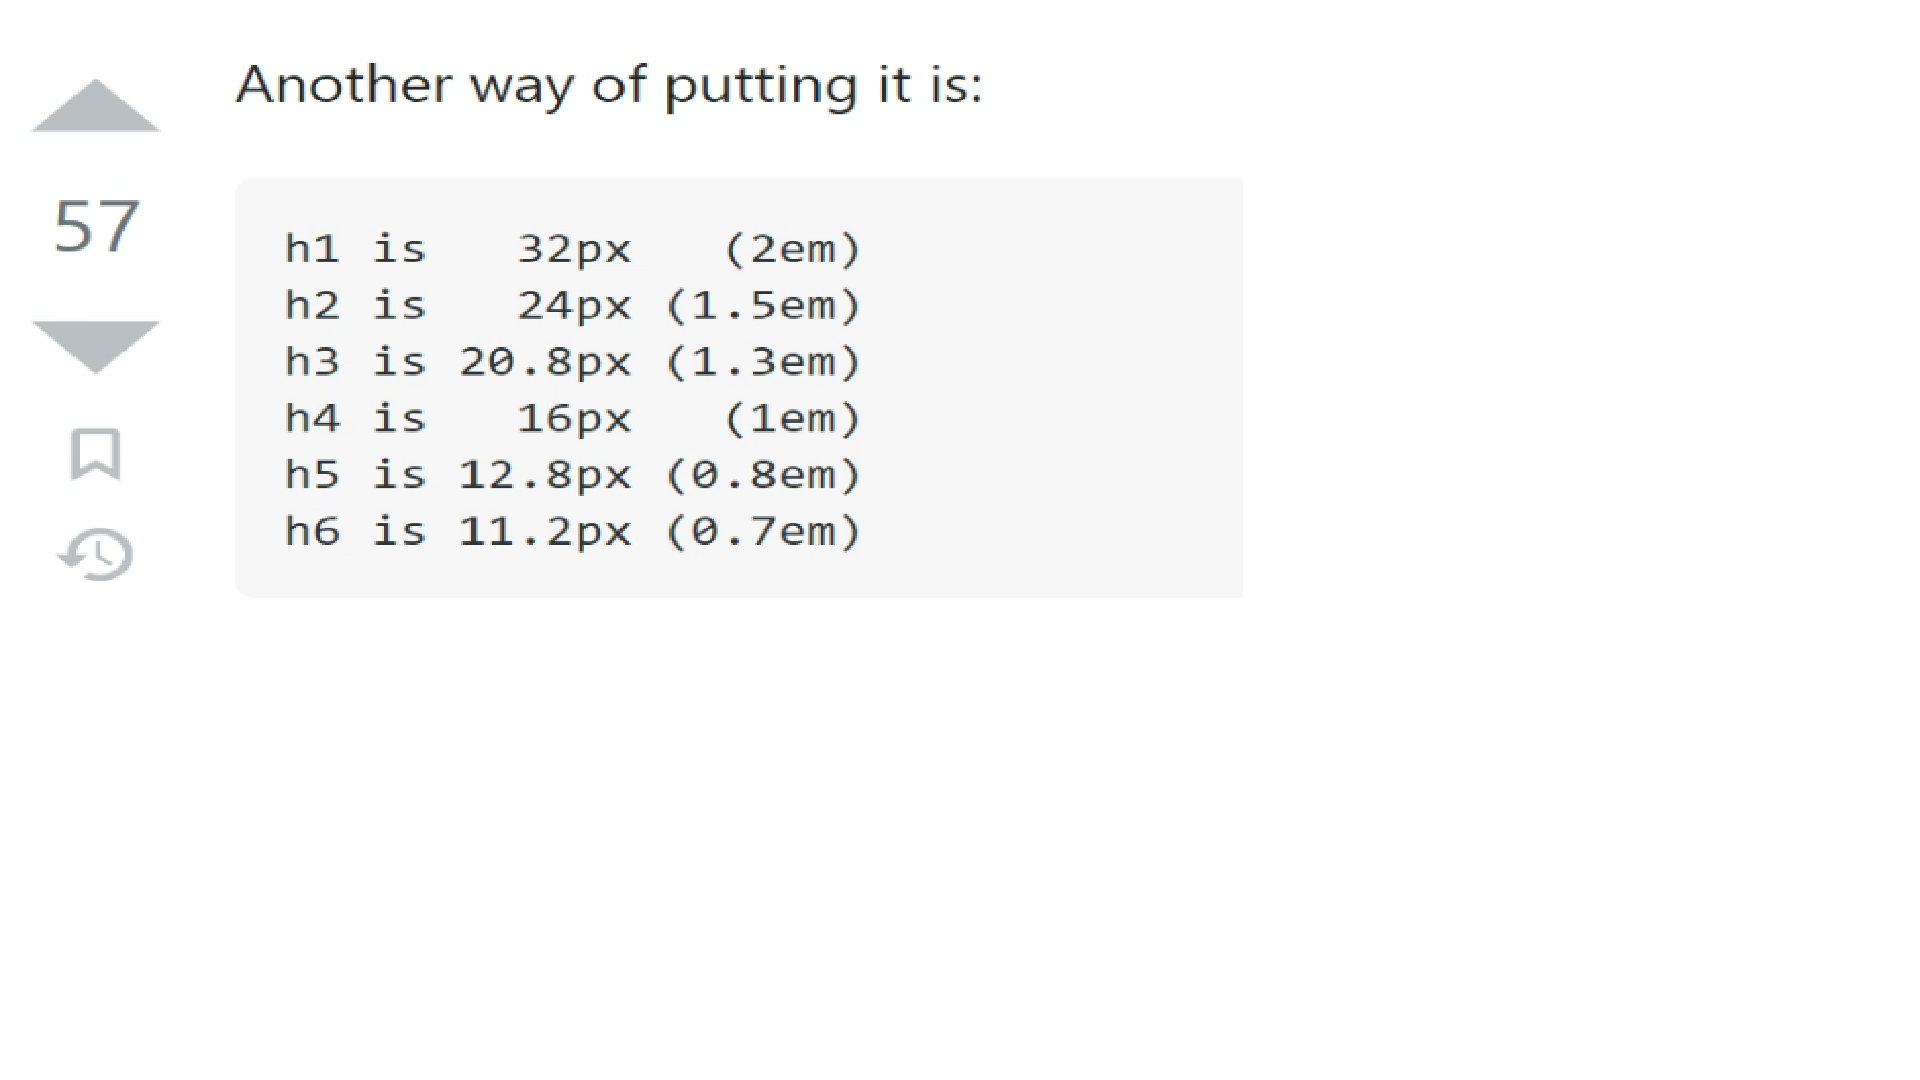 Another way of putting it is:
57
h1 is   32px   (2em)
h2 is   24px (1.5em)
h3 is 20.8px (1.3em)
h4 is   16px   (1em)
h5 is 12.8px (0.8em)
h6 is 11.2px (0.7em)